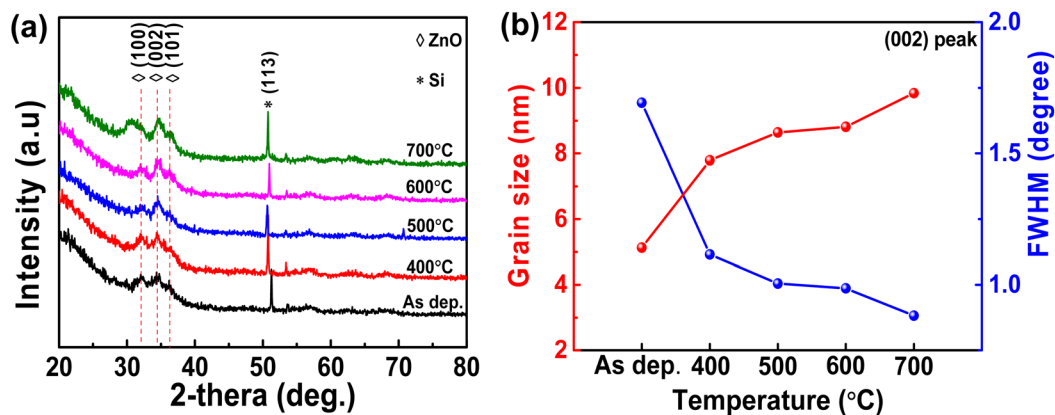 (a)
◊ (100)
◊ (002)
◊ (101)
* (113)
◊ ZnO
* Si
700°C
600°C
500°C
400°C
As dep.
Intensity (a.u)
20 30 40 50 60 70 80
2-thera (deg.)
(b)
(002) peak
12
10
8
6
4
2
Grain size (nm)
2.0
1.5
1.0
FWHM (degree)
As dep. 400 500 600 700
Temperature (°C)